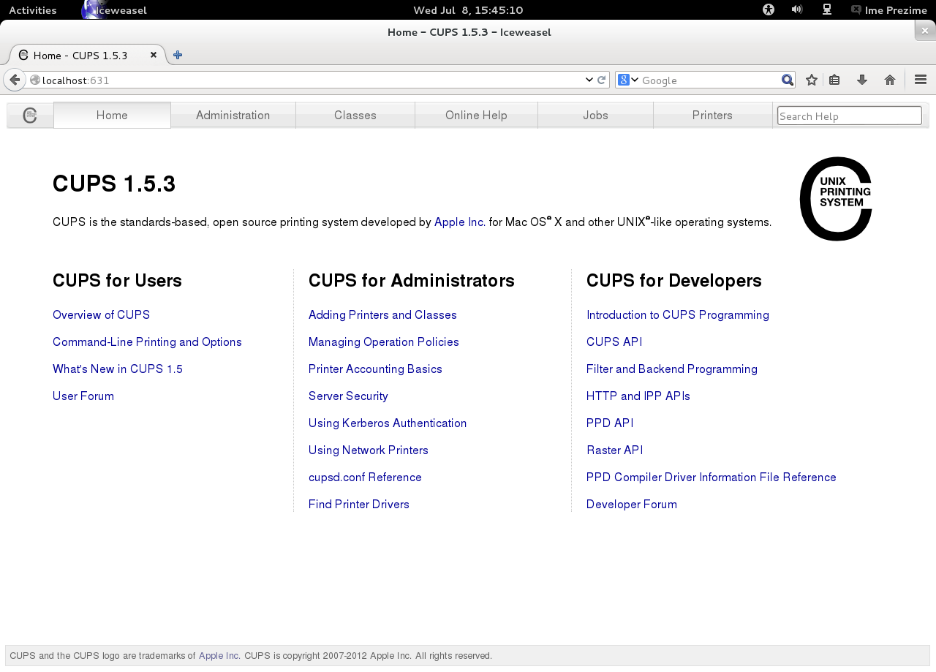 Activities Iceweasel Wed Jul 8, 15:45:10 Ime Prezime
Home - CUPS 1.5.3 - Iceweasel
Home - CUPS 1.5.3
localhost:631 Google
Home Administration Classes Online Help Jobs Printers Search Help
CUPS 1.5.3
UNIX
PRINTING
SYSTEM
CUPS is the standards-based, open source printing system developed by Apple Inc. for Mac OS® X and other UNIX®-like operating systems.
CUPS for Users
Overview of CUPS
Command-Line Printing and Options
What's New in CUPS 1.5
User Forum
CUPS for Administrators
Adding Printers and Classes
Managing Operation Policies
Printer Accounting Basics
Server Security
Using Kerberos Authentication
Using Network Printers
cupsd.conf Reference
Find Printer Drivers
CUPS for Developers
Introduction to CUPS Programming
CUPS API
Filter and Backend Programming
HTTP and IPP APIs
PPD API
Raster API
PPD Compiler Driver Information File Reference
Developer Forum
CUPS and the CUPS logo are trademarks of Apple Inc. CUPS is copyright 2007-2012 Apple Inc. All rights reserved.